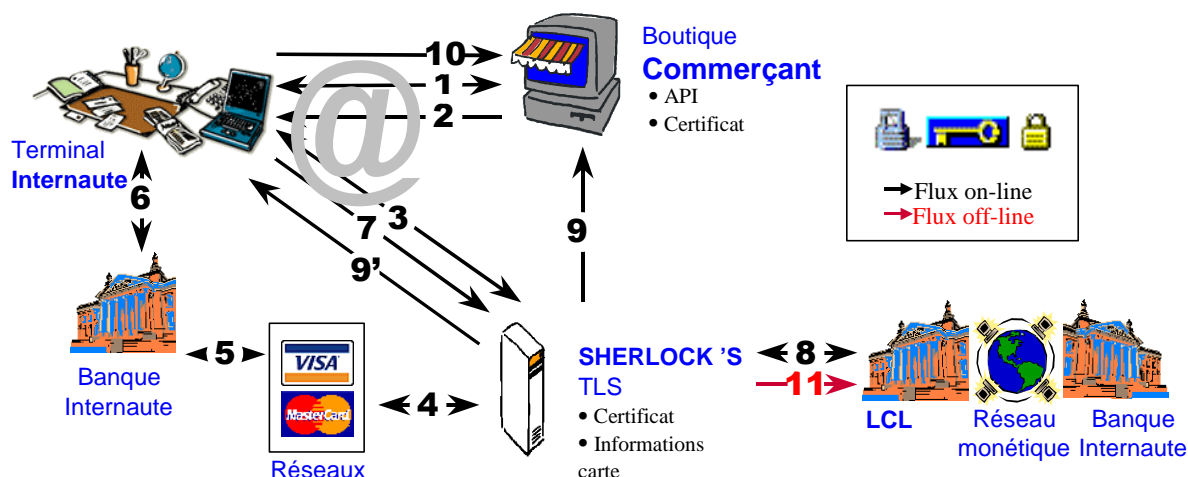 10
1
2
@
Boutique
Commerçant
• API
• Certificat
Flux on-line
Flux off-line
Terminal
Internaute
6
3
7
9’
9
Banque
Internaute
5
VISA
MasterCard
4
Réseaux
SHERLOCK ’S
TLS
• Certificat
• Informations
carte
8
11
LCL
Réseau
monétique
Banque
Internaute